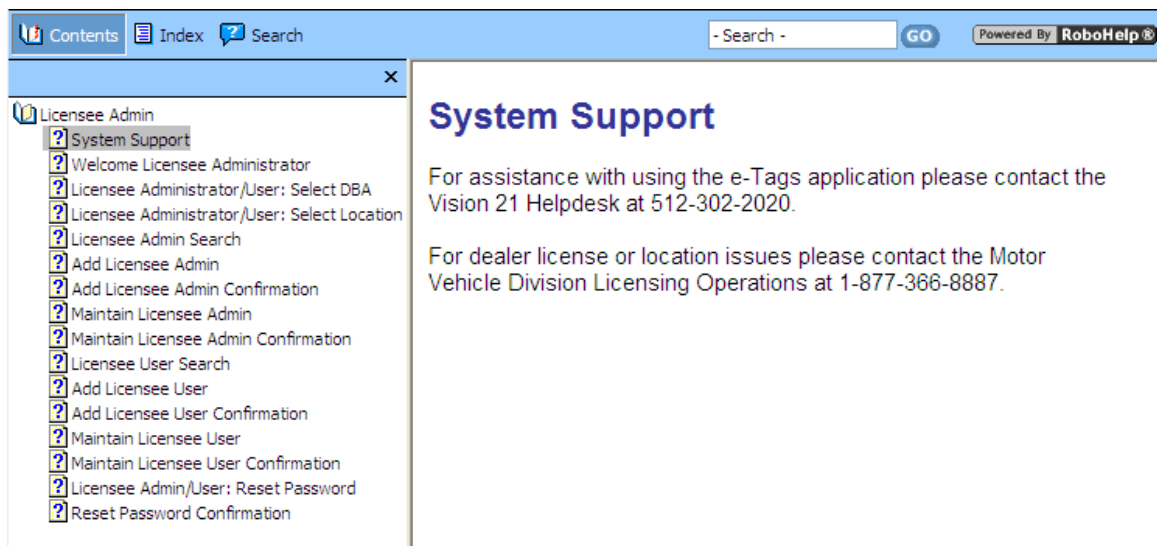 Contents Index Search - Search - GO Powered By RoboHelp®
Licensee Admin
System Support
Welcome Licensee Administrator
Licensee Administrator/User: Select DBA
Licensee Administrator/User: Select Location
Licensee Admin Search
Add Licensee Admin
Add Licensee Admin Confirmation
Maintain Licensee Admin
Maintain Licensee Admin Confirmation
Licensee User Search
Add Licensee User
Add Licensee User Confirmation
Maintain Licensee User
Maintain Licensee User Confirmation
Licensee Admin/User: Reset Password
Reset Password Confirmation
System Support
For assistance with using the e-Tags application please contact the
Vision 21 Helpdesk at 512-302-2020.
For dealer license or location issues please contact the Motor
Vehicle Division Licensing Operations at 1-877-366-8887.